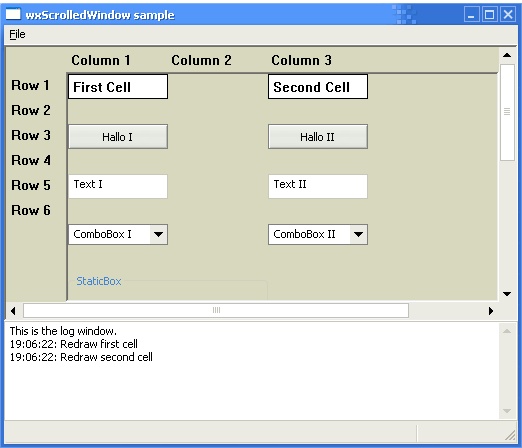 wxScrolledWindow sample
File
Column 1 Column 2 Column 3
Row 1 First Cell Second Cell
Row 2
Row 3 Hallo I Hallo II
Row 4
Row 5 Text I Text II
Row 6
ComboBox I ComboBox II
StaticBox
This is the log window.
19:06:22: Redraw first cell
19:06:22: Redraw second cell